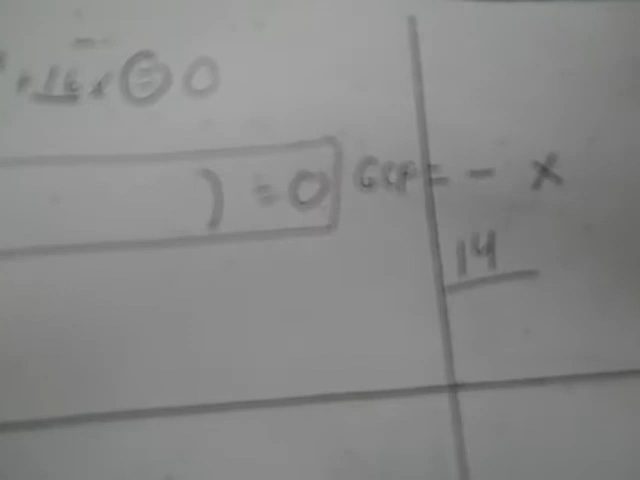 +16x = 0
) = 0 GCF = - x
14